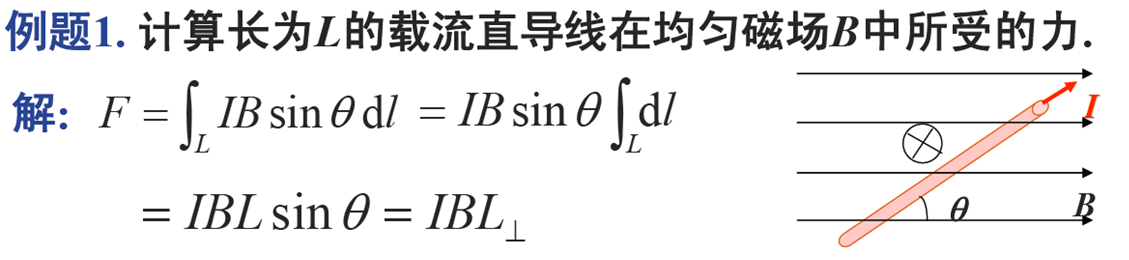 例题1. 计算长为L的载流直导线在均匀磁场B中所受的力.
解: F = ∫_L IB sin θ dl = IB sin θ ∫_L dl
= IBL sin θ = IBL_⊥
I
θ
B